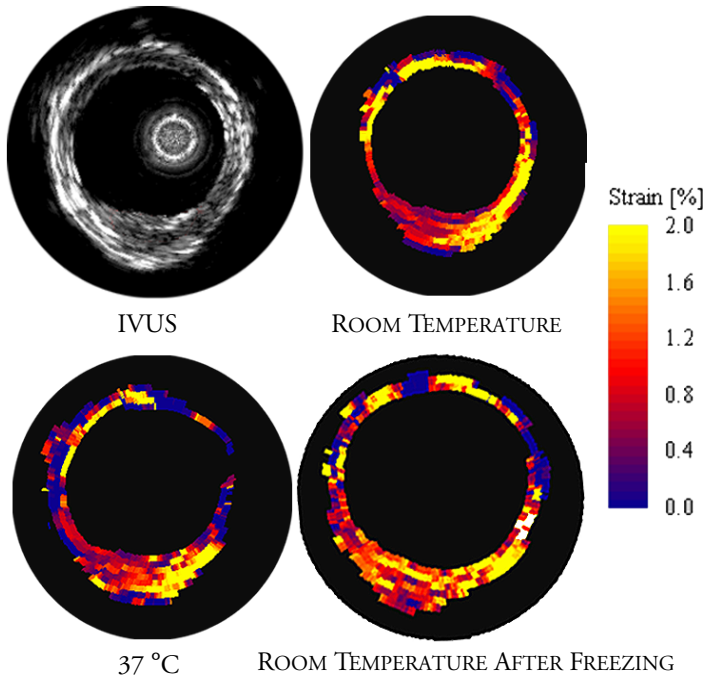 IVUS
ROOM TEMPERATURE
Strain [%]
2.0
1.6
1.2
0.8
0.4
0.0
37 °C
ROOM TEMPERATURE AFTER FREEZING